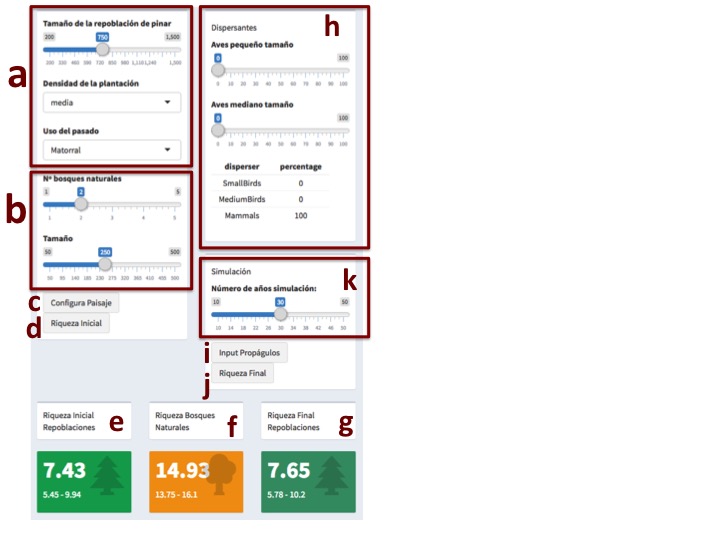 a
Tamaño de la repoblación de pinar
200 750 1,500
200 330 460 590 720 850 980 1,110 1,240 1,500
Densidad de la plantación
media
Uso del pasado
Matorral
b
Nº bosques naturales
1 2 5
1 2 3 4 5
Tamaño
50 250 500
50 95 140 185 230 275 320 365 410 455 500
c
Configura Paisaje
d
Riqueza Inicial
h
Dispersantes
Aves pequeño tamaño
0 100
0 10 20 30 40 50 60 70 80 90 100
Aves mediano tamaño
0 100
0 10 20 30 40 50 60 70 80 90 100
disperser percentage
SmallBirds 0
MediumBirds 0
Mammals 100
k
Simulación
Número de años simulación:
10 30 50
10 14 18 22 26 30 34 38 42 46 50
i
Input Propágulos
j
Riqueza Final
Riqueza Inicial
Repoblaciones
e
Riqueza Bosques
Naturales
f
Riqueza Final
Repoblaciones
g
7.43
5.45 - 9.94
14.93
13.75 - 16.1
7.65
5.78 - 10.2